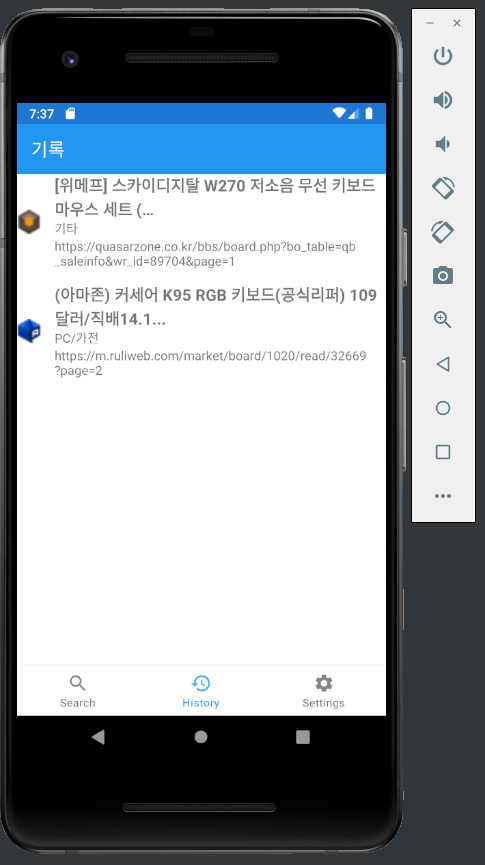 7:37
기록
[위메프] 스카이디지탈 W270 저소음 무선 키보드
마우스 세트 (...
기타
https://quasarzone.co.kr/bbs/board.php?bo_table=qb
_saleinfo&wr_id=89704&page=1
(아마존) 커세어 K95 RGB 키보드(공식리퍼) 109
달러/직배14.1...
PC/가전
https://m.ruliweb.com/market/board/1020/read/32669
?page=2
Search
History
Settings